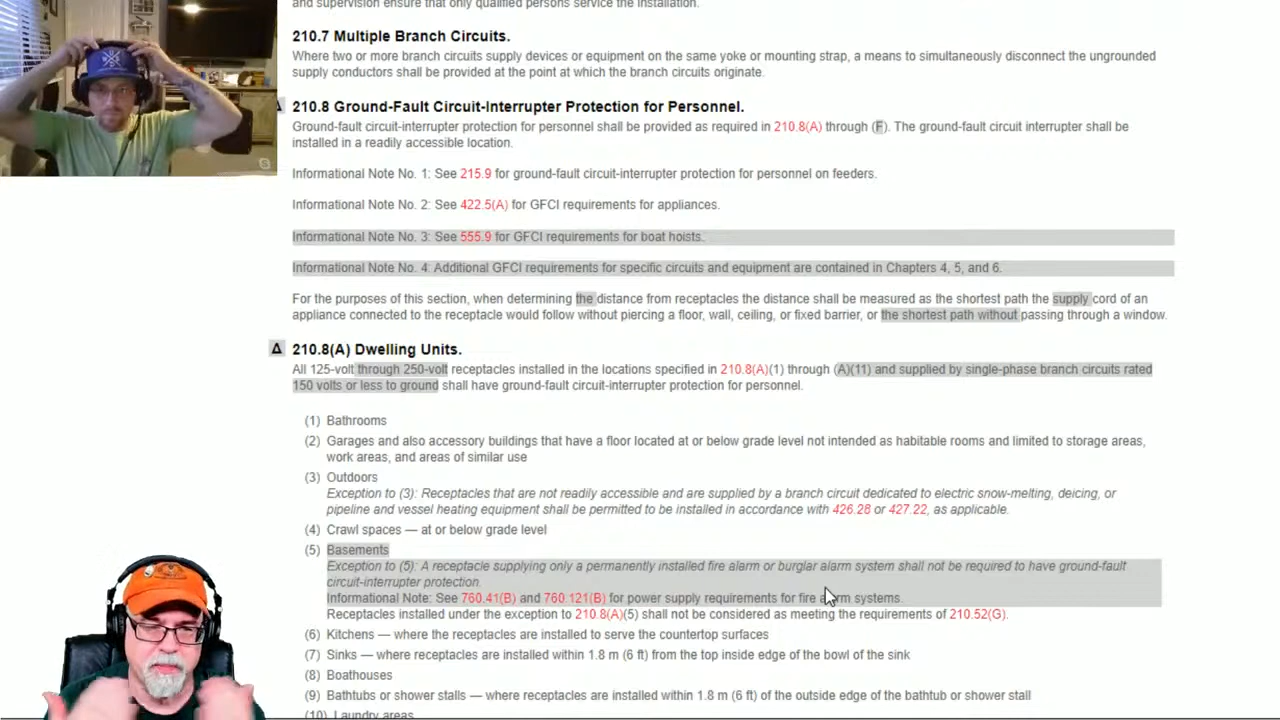 and supervision ensure that only qualified persons service the installation.
210.7 Multiple Branch Circuits.
Where two or more branch circuits supply devices or equipment on the same yoke or mounting strap, a means to simultaneously disconnect the ungrounded
supply conductors shall be provided at the point at which the branch circuits originate.
Δ 210.8 Ground-Fault Circuit-Interrupter Protection for Personnel.
Ground-fault circuit-interrupter protection for personnel shall be provided as required in 210.8(A) through (F). The ground-fault circuit interrupter shall be
installed in a readily accessible location.
Informational Note No. 1: See 215.9 for ground-fault circuit-interrupter protection for personnel on feeders.
Informational Note No. 2: See 422.5(A) for GFCI requirements for appliances.
Informational Note No. 3: See 555.9 for GFCI requirements for boat hoists.
Informational Note No. 4: Additional GFCI requirements for specific circuits and equipment are contained in Chapters 4, 5, and 6.
For the purposes of this section, when determining the distance from receptacles the distance shall be measured as the shortest path the supply cord of an
appliance connected to the receptacle would follow without piercing a floor, wall, ceiling, or fixed barrier, or the shortest path without passing through a window.
Δ 210.8(A) Dwelling Units.
All 125-volt through 250-volt receptacles installed in the locations specified in 210.8(A)(1) through (A)(11) and supplied by single-phase branch circuits rated
150 volts or less to ground shall have ground-fault circuit-interrupter protection for personnel.
(1) Bathrooms
(2) Garages and also accessory buildings that have a floor located at or below grade level not intended as habitable rooms and limited to storage areas,
work areas, and areas of similar use
(3) Outdoors
Exception to (3): Receptacles that are not readily accessible and are supplied by a branch circuit dedicated to electric snow-melting, deicing, or
pipeline and vessel heating equipment shall be permitted to be installed in accordance with 426.28 or 427.22, as applicable.
(4) Crawl spaces — at or below grade level
(5) Basements
Exception to (5): A receptacle supplying only a permanently installed fire alarm or burglar alarm system shall not be required to have ground-fault
circuit-interrupter protection.
Informational Note: See 760.41(B) and 760.121(B) for power supply requirements for fire alarm systems.
Receptacles installed under the exception to 210.8(A)(5) shall not be considered as meeting the requirements of 210.52(G).
(6) Kitchens — where the receptacles are installed to serve the countertop surfaces
(7) Sinks — where receptacles are installed within 1.8 m (6 ft) from the top inside edge of the bowl of the sink
(8) Boathouses
(9) Bathtubs or shower stalls — where receptacles are installed within 1.8 m (6 ft) of the outside edge of the bathtub or shower stall
(10) Laundry areas